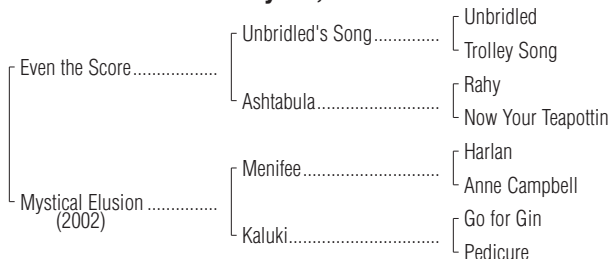 Unbridled
Unbridled's Song
Trolley Song
Even the Score
Rahy
Ashtabula
Now Your Teapottin
Harlan
Menifee
Anne Campbell
Mystical Elusion
(2002)
Go for Gin
Kaluki
Pedicure